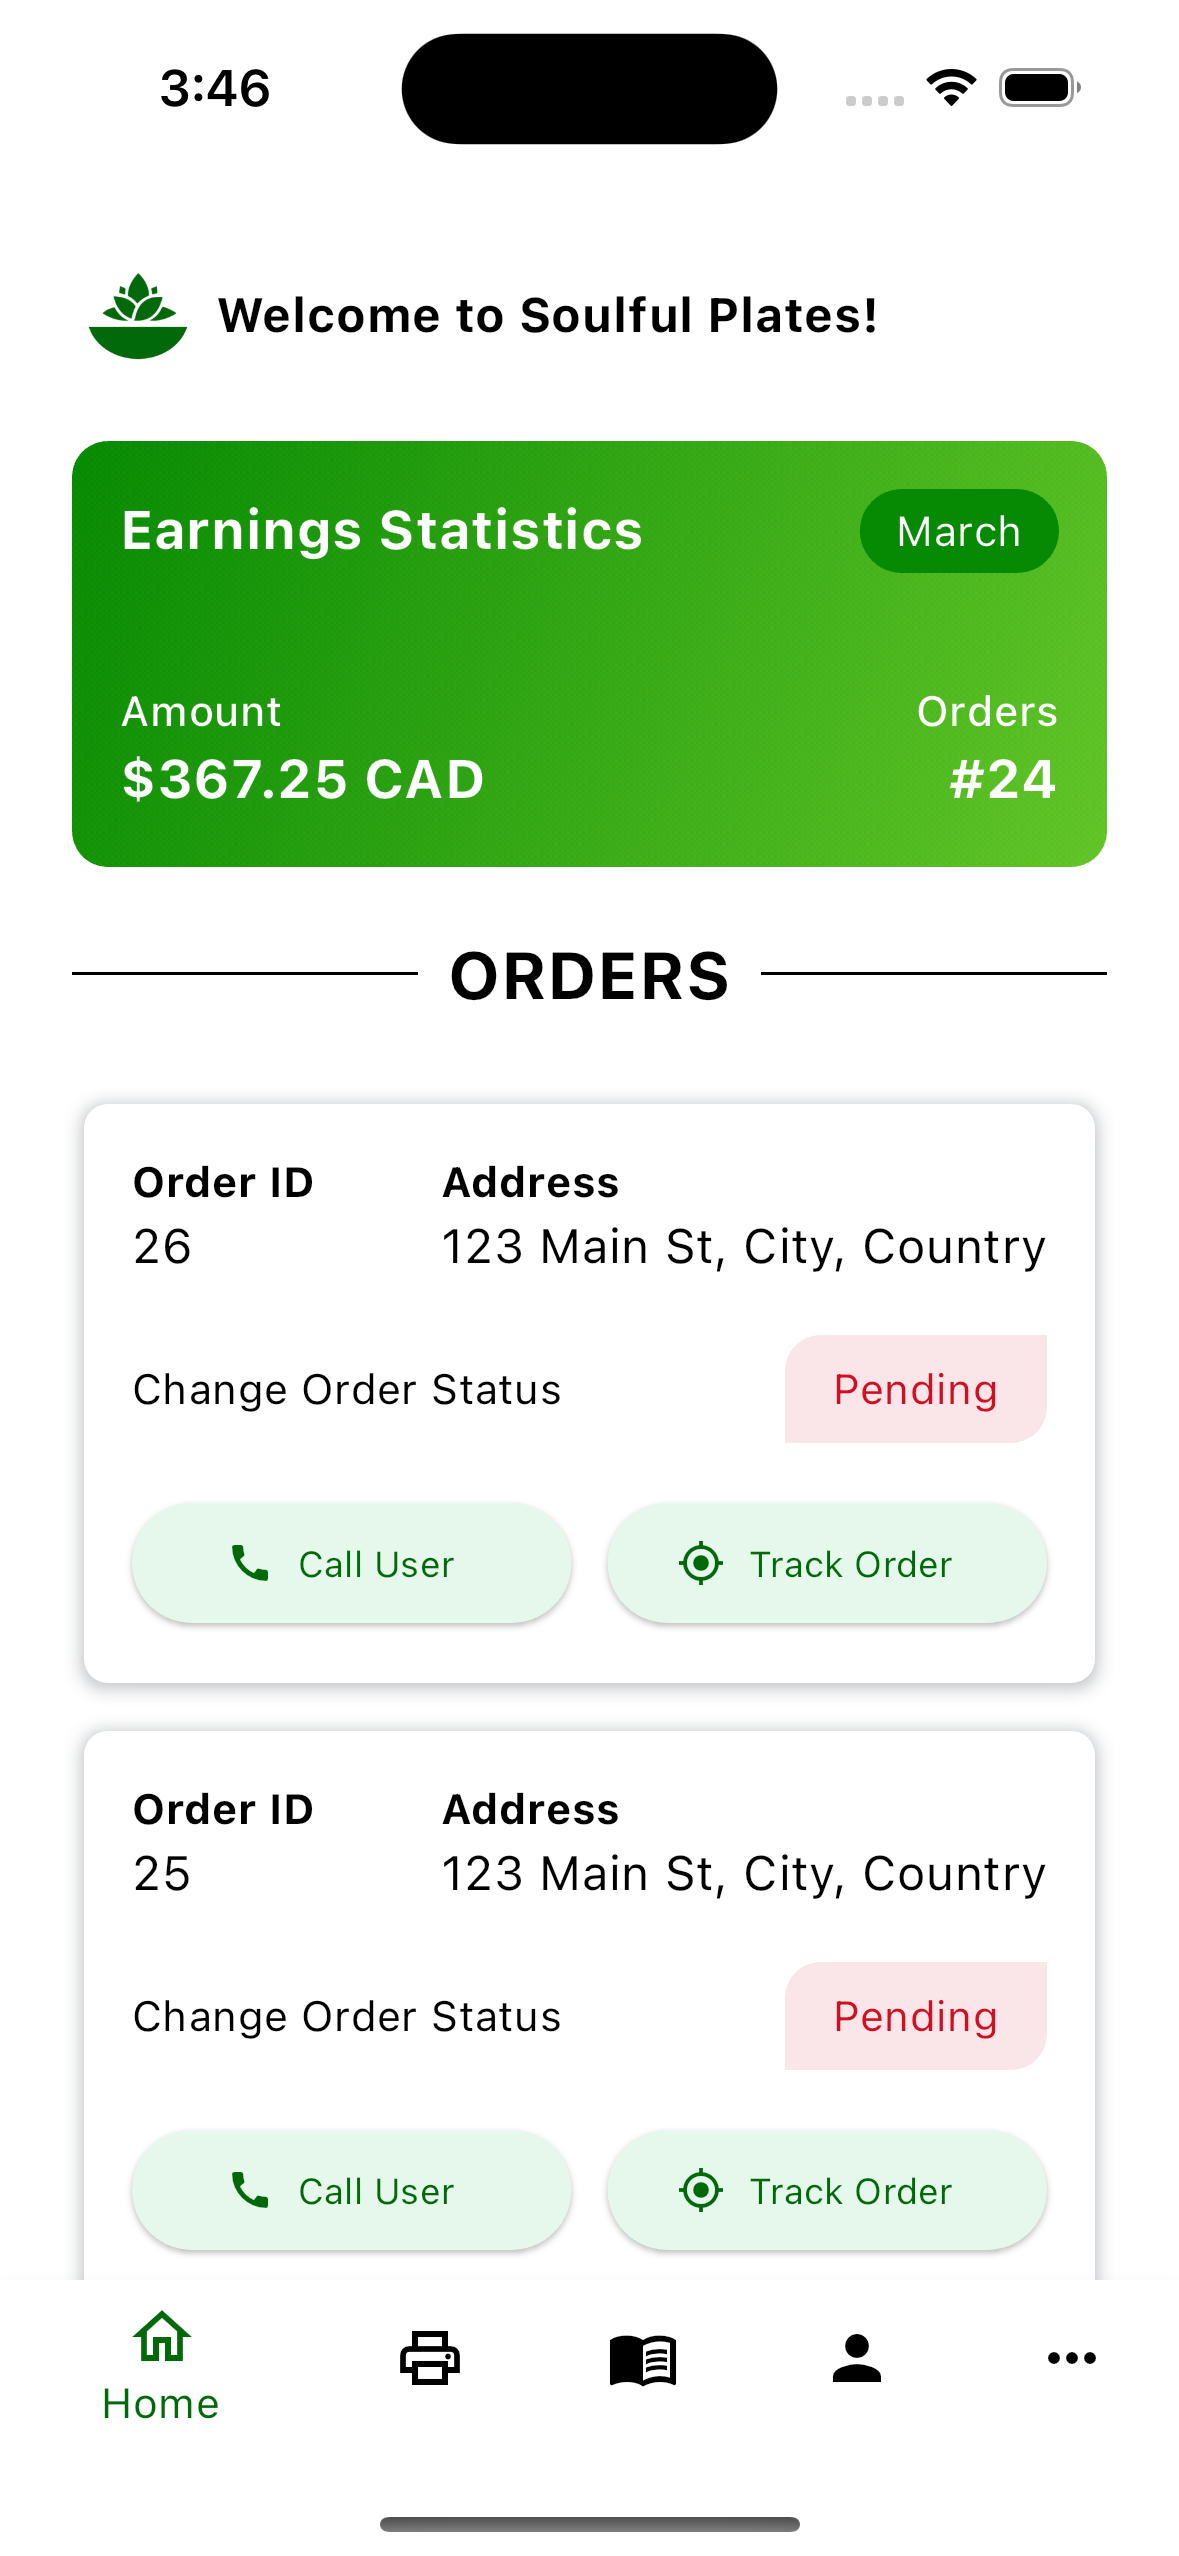 3:46
Welcome to Soulful Plates!
Earnings Statistics
March
Amount
Orders
$367.25 CAD
#24
ORDERS
Order ID
Address
26
123 Main St, City, Country
Change Order Status
Pending
Call User
Track Order
Order ID
Address
25
123 Main St, City, Country
Change Order Status
Pending
Call User
Track Order
Home